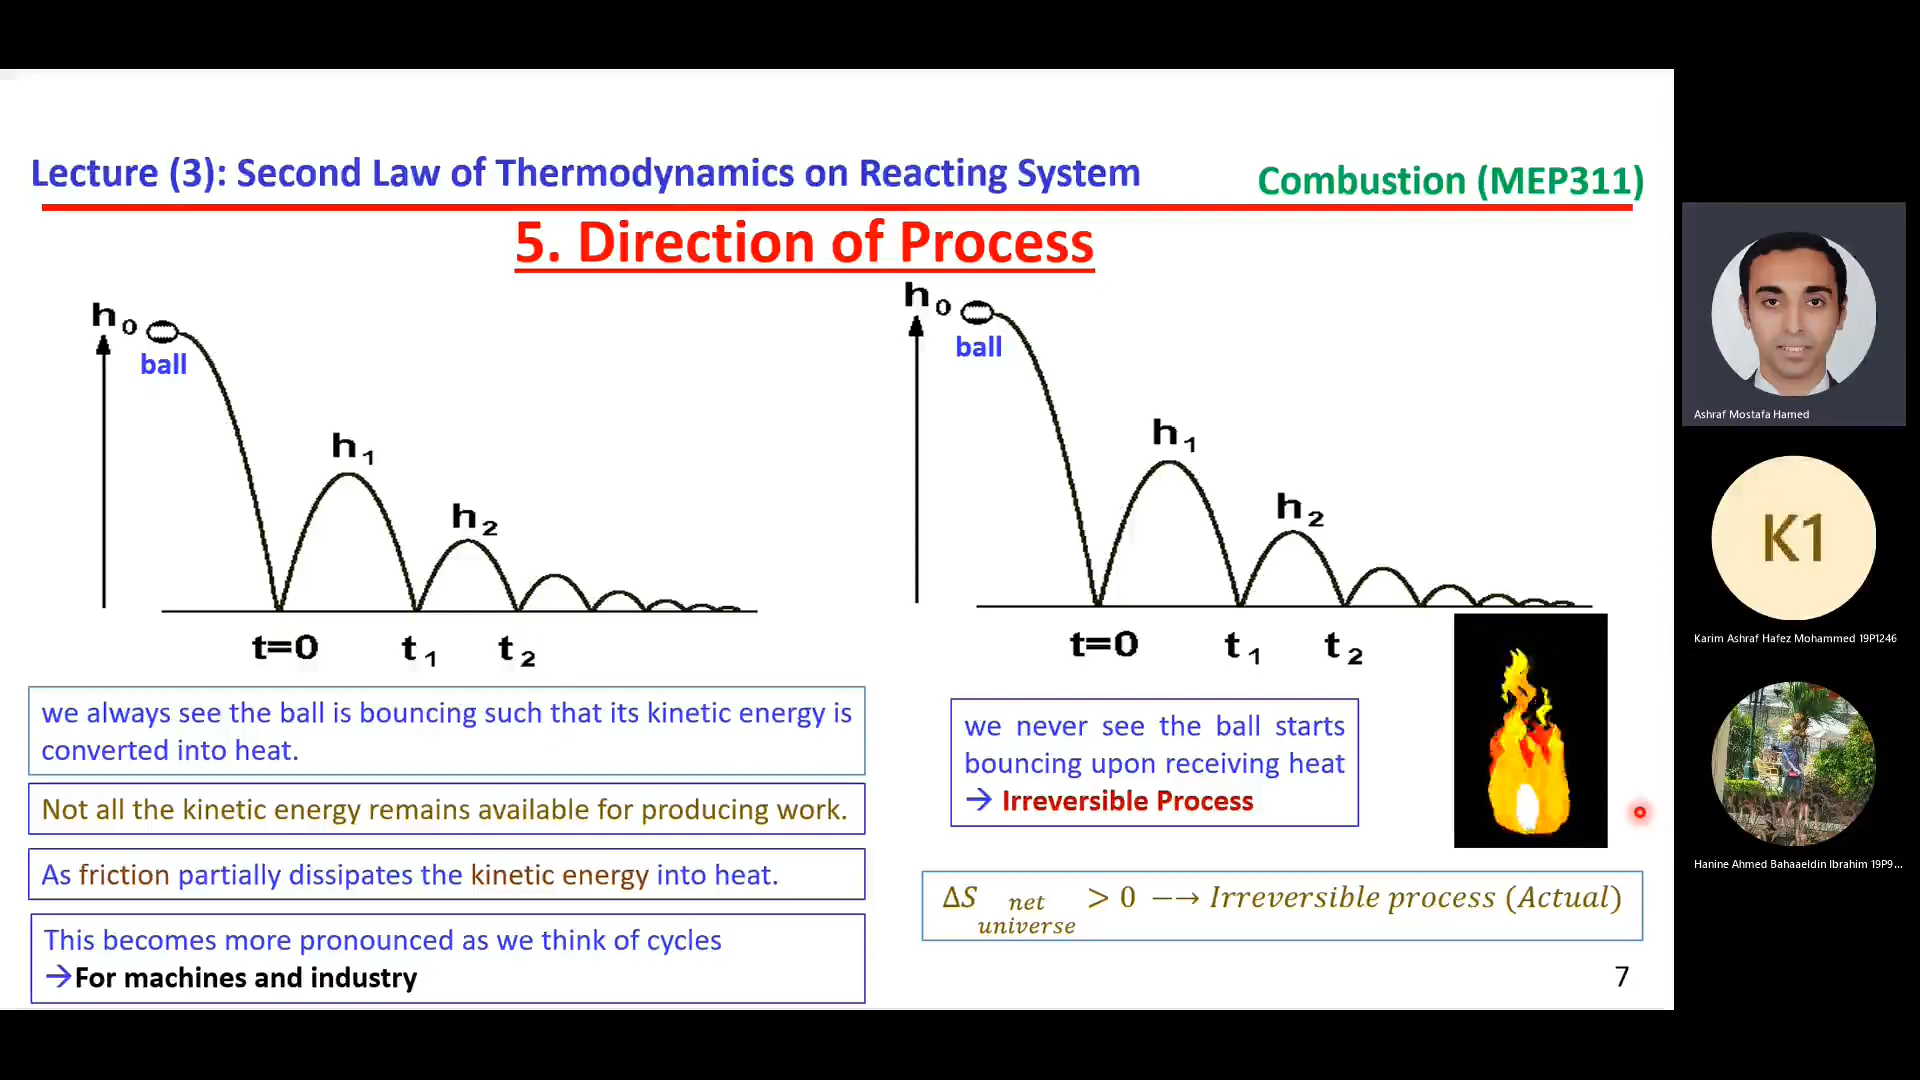 Lecture (3): Second Law of Thermodynamics on Reacting System
Combustion (MEP311)
5. Direction of Process
h0
ball
h1
h2
t=0
t1
t2
h0
ball
h1
h2
t=0
t1
t2
we always see the ball is bouncing such that its kinetic energy is
converted into heat.
Not all the kinetic energy remains available for producing work.
As friction partially dissipates the kinetic energy into heat.
This becomes more pronounced as we think of cycles
→For machines and industry
we never see the ball starts
bouncing upon receiving heat
→ Irreversible Process
ΔS net universe > 0 −→ Irreversible process (Actual)
7
Ashraf Mostafa Hamed
K1
Karim Ashraf Hafez Mohammed 19P1246
Hanine Ahmed Bahaaeldin Ibrahim 19P9...